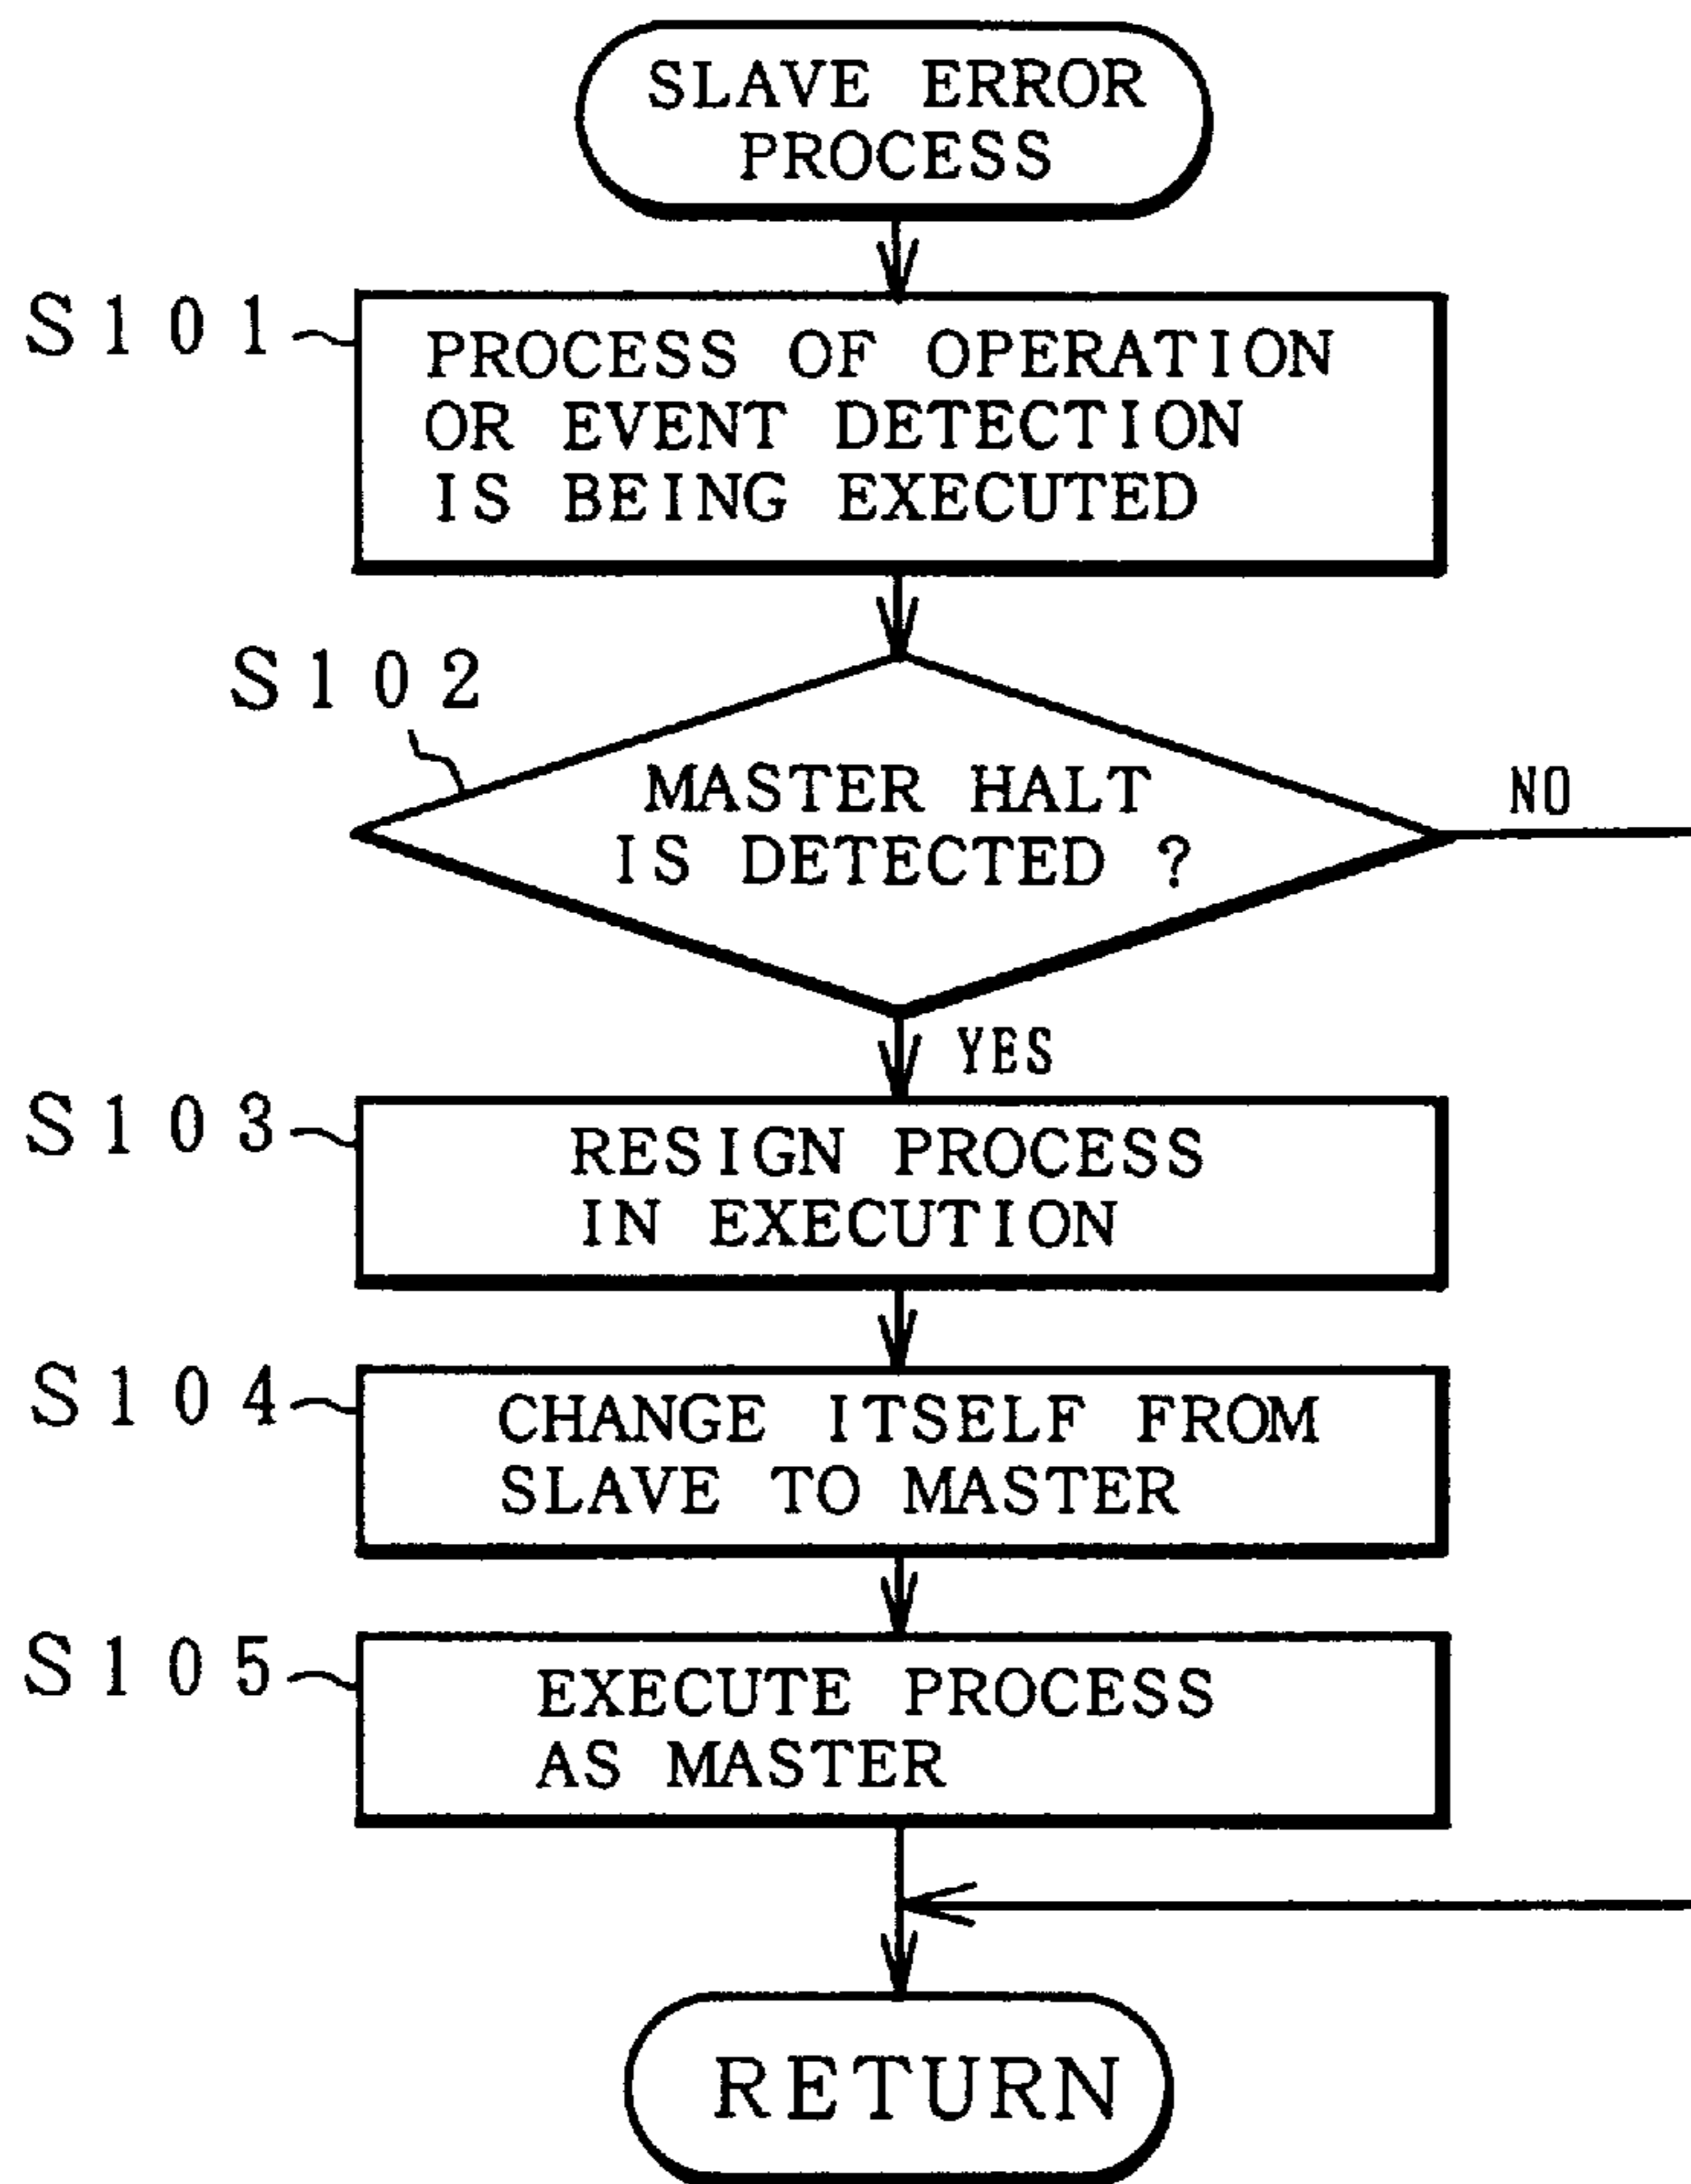 SLAVE ERROR
PROCESS
S101
PROCESS OF OPERATION
OR EVENT DETECTION
IS BEING EXECUTED
S102
MASTER HALT
IS DETECTED ?
NO
YES
S103
RESIGN PROCESS
IN EXECUTION
S104
CHANGE ITSELF FROM
SLAVE TO MASTER
S105
EXECUTE PROCESS
AS MASTER
RETURN